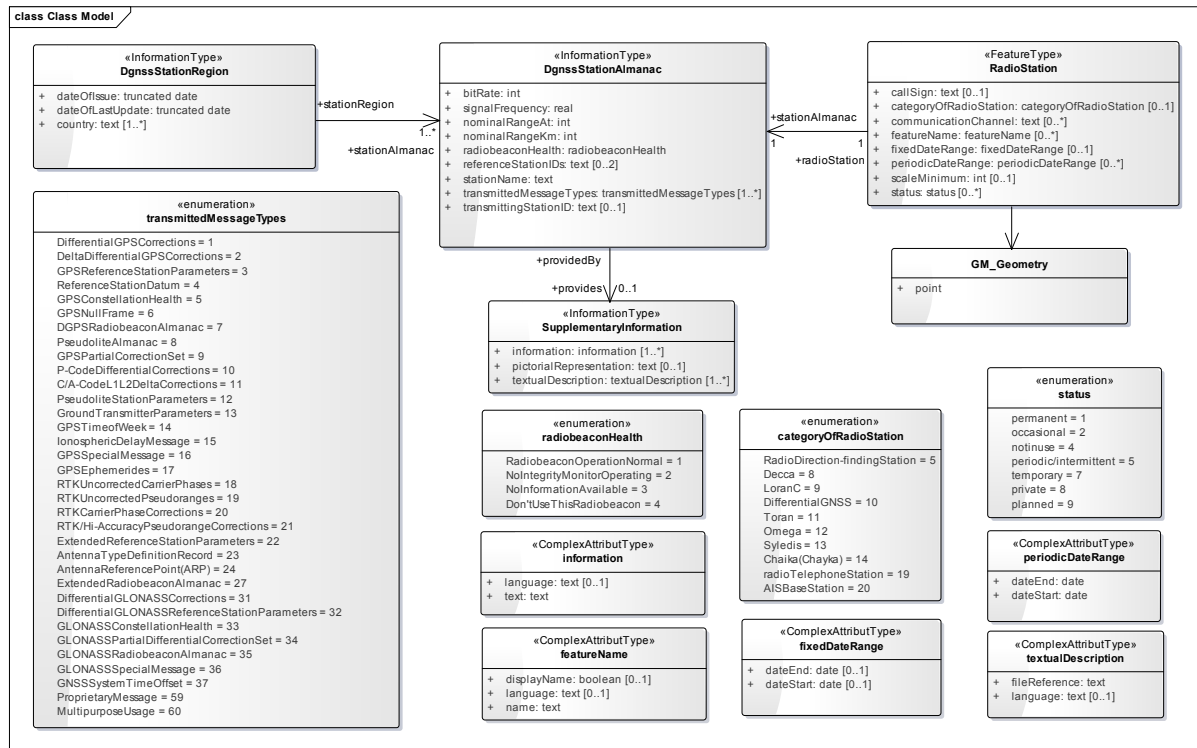 class Class Model
«InformationType»
DgnssStationRegion
+ dateOfIssue: truncated date
+ dateOfLastUpdate: truncated date
+ country: text [1..*]
+stationRegion
1..*
+stationAlmanac
«InformationType»
DgnssStationAlmanac
+ bitRate: int
+ signalFrequency: real
+ nominalRangeAt: int
+ nominalRangeKm: int
+ radiobeaconHealth: radiobeaconHealth
+ referenceStationIDs: text [0..2]
+ stationName: text
+ transmittedMessageTypes: transmittedMessageTypes [1..*]
+ transmittingStationID: text [0..1]
+stationAlmanac
1
1
+radioStation
«FeatureType»
RadioStation
+ callSign: text [0..1]
+ categoryOfRadioStation: categoryOfRadioStation [0..1]
+ communicationChannel: text [0..*]
+ featureName: featureName [0..*]
+ fixedDateRange: fixedDateRange [0..1]
+ periodicDateRange: periodicDateRange [0..*]
+ scaleMinimum: int [0..1]
+ status: status [0..*]
«enumeration»
transmittedMessageTypes
DifferentialGPSCorrections = 1
DeltaDifferentialGPSCorrections = 2
GPSReferenceStationParameters = 3
ReferenceStationDatum = 4
GPSConstellationHealth = 5
GPSNullFrame = 6
DGPSRadiobeaconAlmanac = 7
PseudoliteAlmanac = 8
GPSPartialCorrectionSet = 9
P-CodeDifferentialCorrections = 10
C/A-CodeL1L2DeltaCorrections = 11
PseudoliteStationParameters = 12
GroundTransmitterParameters = 13
GPSTimeofWeek = 14
IonosphericDelayMessage = 15
GPSSpecialMessage = 16
GPSEphemerides = 17
RTKUncorrectedCarrierPhases = 18
RTKUncorrectedPseudoranges = 19
RTKCarrierPhaseCorrections = 20
RTK/Hi-AccuracyPseudorangeCorrections = 21
ExtendedReferenceStationParameters = 22
AntennaTypeDefinitionRecord = 23
AntennaReferencePoint(ARP) = 24
ExtendedRadiobeaconAlmanac = 27
DifferentialGLONASSCorrections = 31
DifferentialGLONASSReferenceStationParameters = 32
GLONASSConstellationHealth = 33
GLONASSPartialDifferentialCorrectionSet = 34
GLONASSRadiobeaconAlmanac = 35
GLONASSSpecialMessage = 36
GNSSSystemTimeOffset = 37
ProprietaryMessage = 59
MultipurposeUsage = 60
+providedBy
+provides
0..1
GM_Geometry
+ point
«InformationType»
SupplementaryInformation
+ information: information [1..*]
+ pictorialRepresentation: text [0..1]
+ textualDescription: textualDescription [1..*]
«enumeration»
radiobeaconHealth
RadiobeaconOperationNormal = 1
NoIntegrityMonitorOperating = 2
NoInformationAvailable = 3
Don'tUseThisRadiobeacon = 4
«enumeration»
categoryOfRadioStation
RadioDirection-findingStation = 5
Decca = 8
LoranC = 9
DifferentialGNSS = 10
Toran = 11
Omega = 12
Syledis = 13
Chaika(Chayka) = 14
radioTelephoneStation = 19
AISBaseStation = 20
«enumeration»
status
permanent = 1
occasional = 2
notinuse = 4
periodic/intermittent = 5
temporary = 7
private = 8
planned = 9
«ComplexAttributType»
information
+ language: text [0..1]
+ text: text
«ComplexAttributType»
periodicDateRange
+ dateEnd: date
+ dateStart: date
«ComplexAttributType»
featureName
+ displayName: boolean [0..1]
+ language: text [0..1]
+ name: text
«ComplexAttributType»
fixedDateRange
+ dateEnd: date [0..1]
+ dateStart: date [0..1]
«ComplexAttributType»
textualDescription
+ fileReference: text
+ language: text [0..1]